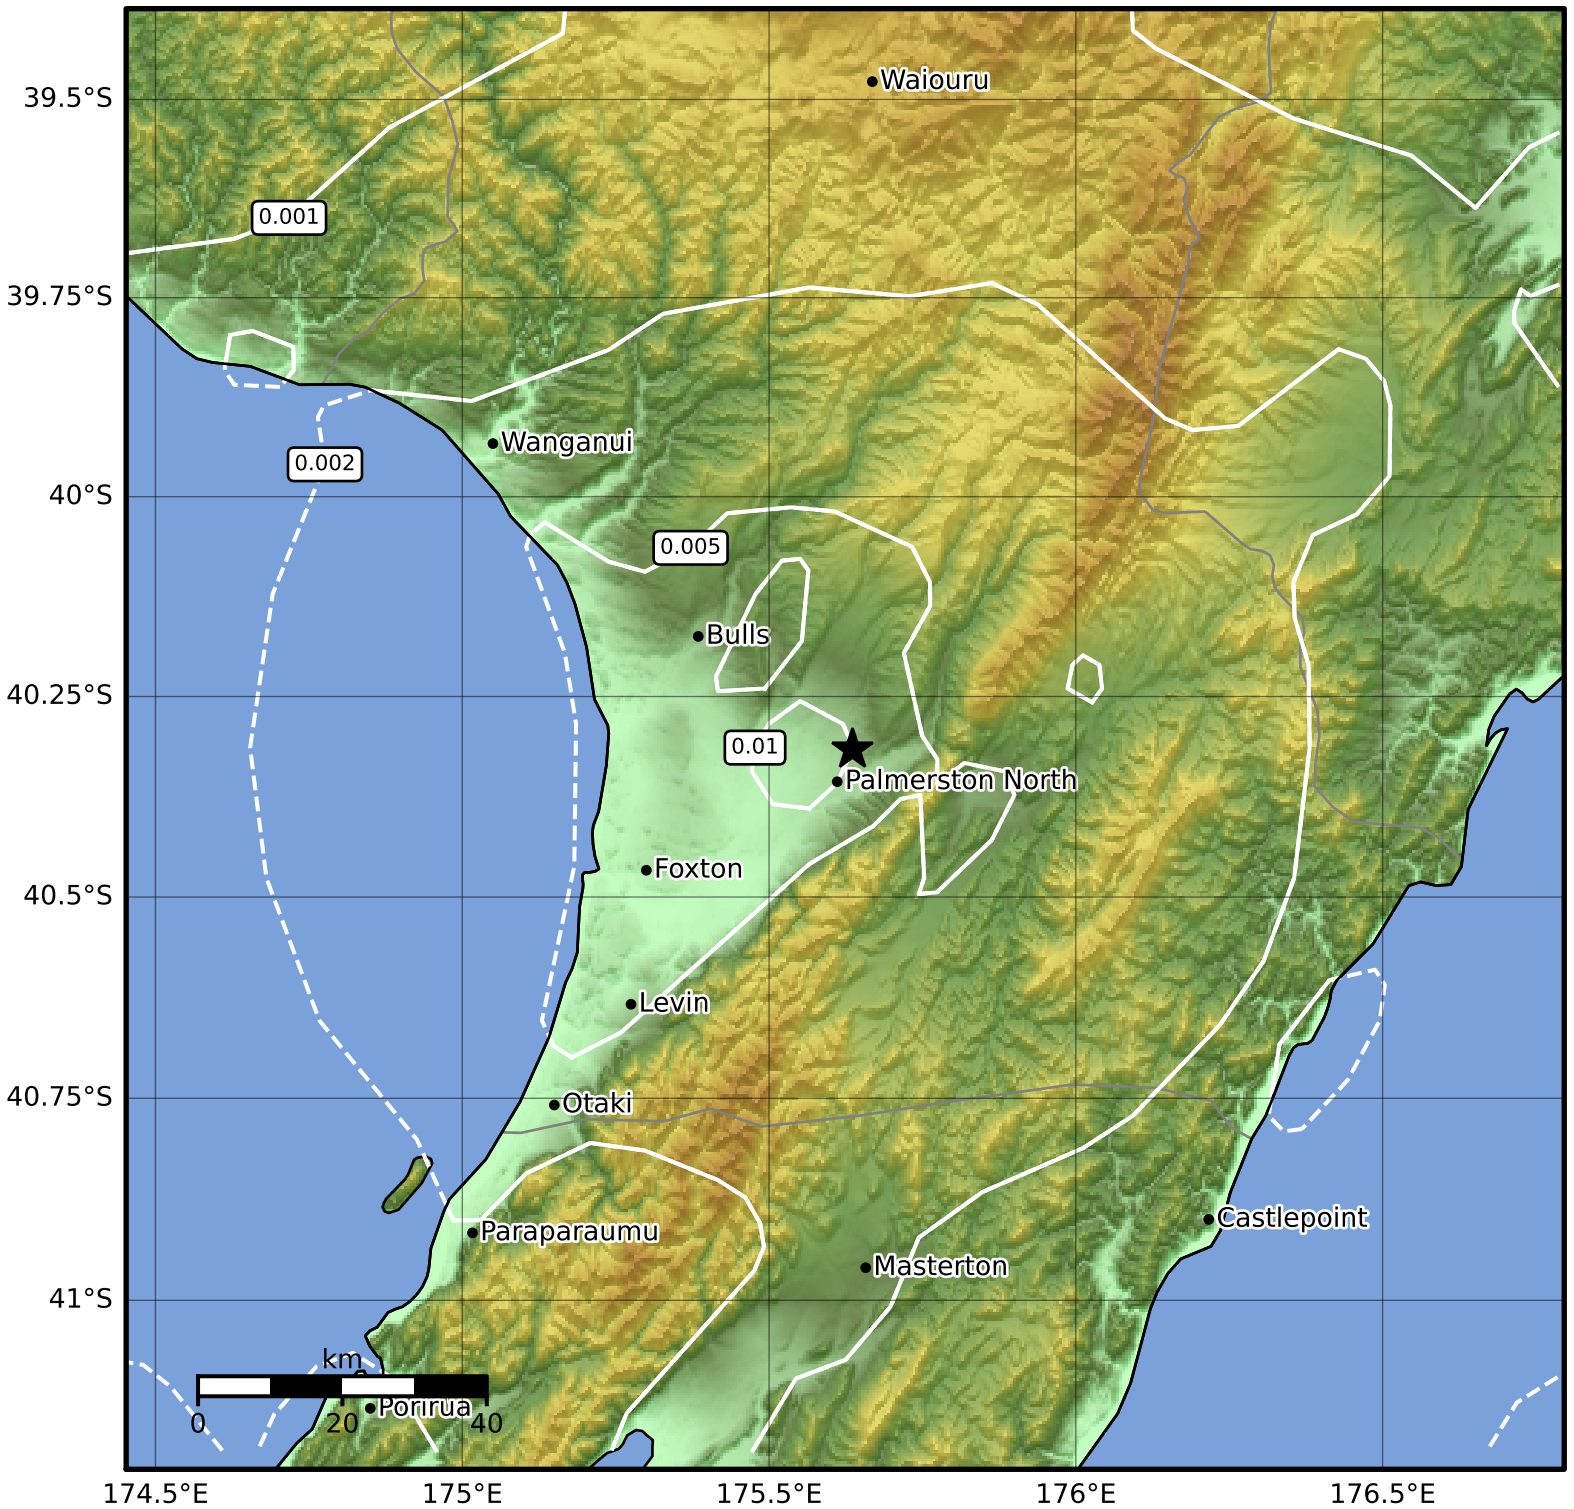 Waiouru
39.5°S
0.001
39.75°S
Wanganui
0.002
40°S
0.005
Bulls
40.25°S
0.01
Palmerston North
Foxton
40.5°S
Levin
40.75°S
Otaki
Castlepoint
Paraparaumu
Masterton
41°S
km
Porirua
0 20 40
174.5°E 175°E 175.5°E 176°E 176.5°E